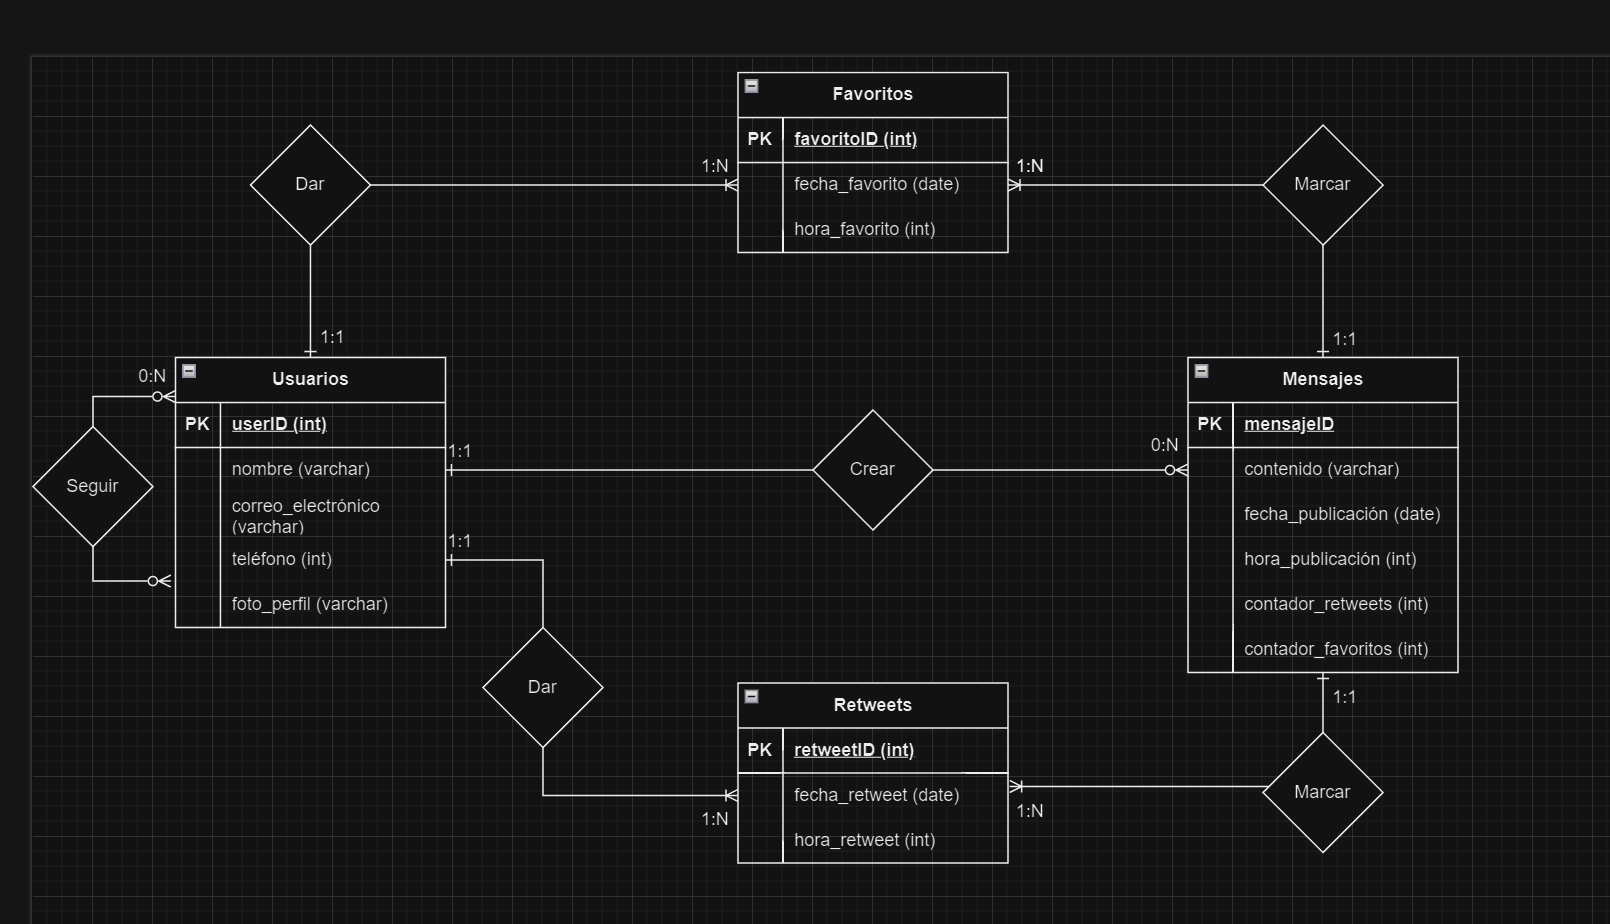 Favoritos
PK favoritoID (int)
fecha_favorito (date)
hora_favorito (int)
Dar
1:N
1:N
Marcar
1:1
1:1
0:N
Usuarios
PK userID (int)
nombre (varchar)
correo_electrónico
(varchar)
teléfono (int)
foto_perfil (varchar)
Seguir
1:1
Crear
0:N
1:1
Mensajes
PK mensajeID
contenido (varchar)
fecha_publicación (date)
hora_publicación (int)
contador_retweets (int)
contador_favoritos (int)
Dar
1:N
Retweets
PK retweetID (int)
fecha_retweet (date)
hora_retweet (int)
1:N
1:1
Marcar